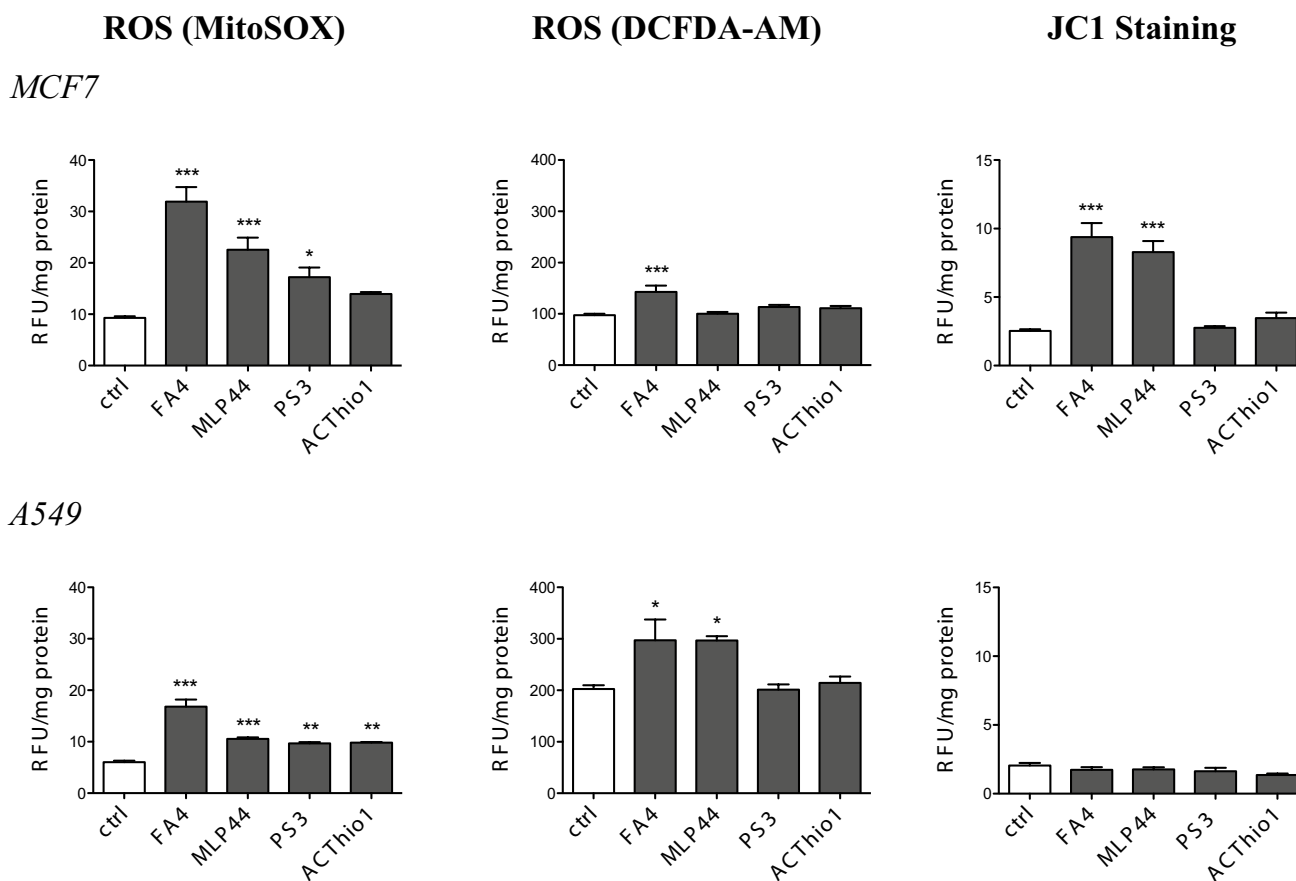 ROS (MitoSOX)
ROS (DCFDA-AM)
JC1 Staining
MCF7
RFU/mg protein
40
30
20
10
0
***
***
*
ctrl
FA4
MLP44
PS3
ACThio1
RFU/mg protein
400
300
200
100
0
***
ctrl
FA4
MLP44
PS3
ACThio1
RFU/mg protein
15
10
5
0
***
***
ctrl
FA4
MLP44
PS3
ACThio1
A549
RFU/mg protein
40
30
20
10
0
***
***
**
**
ctrl
FA4
MLP44
PS3
ACThio1
RFU/mg protein
400
300
200
100
0
*
*
ctrl
FA4
MLP44
PS3
ACThio1
RFU/mg protein
15
10
5
0
ctrl
FA4
MLP44
PS3
ACThio1